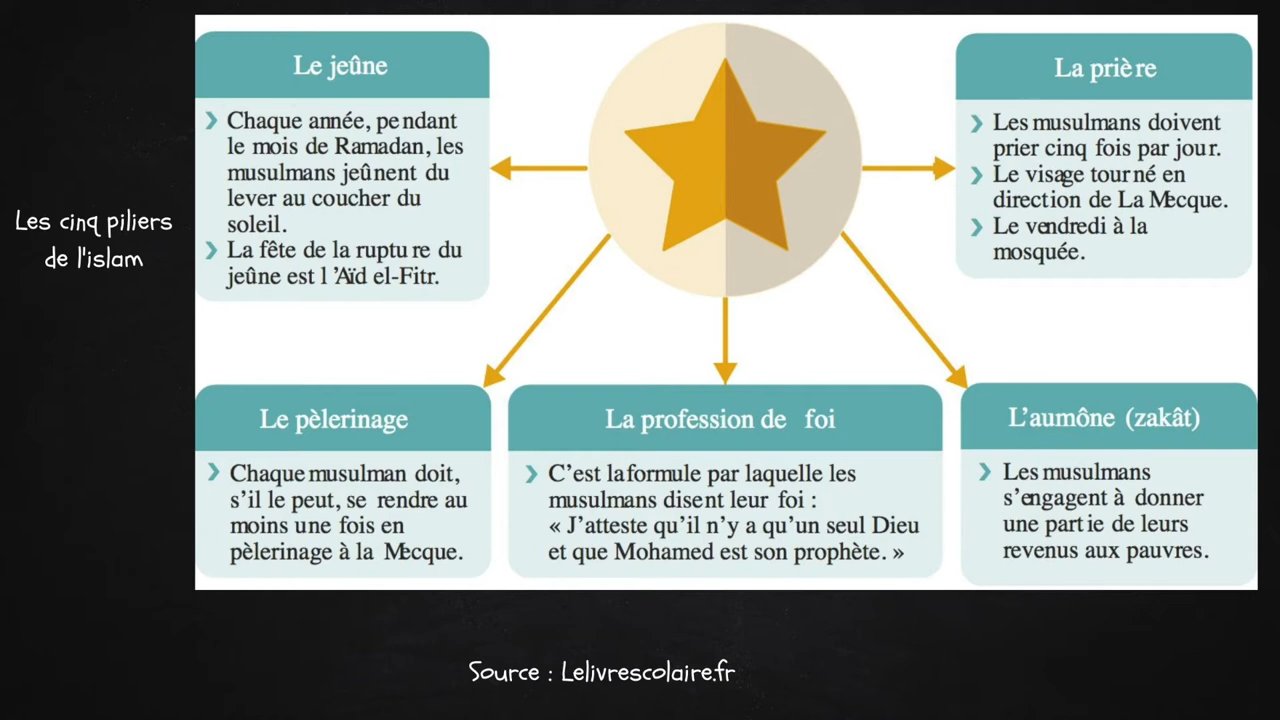 Les cinq piliers
de l'islam
Le jeûne
Chaque année, pendant
le mois de Ramadan, les
musulmans jeûnent du
lever au coucher du
soleil.
La fête de la rupture du
jeûne est l'Aïd el-Fitr.
La prière
Les musulmans doivent
prier cinq fois par jour.
Le visage tourné en
direction de La Mecque.
Le vendredi à la
mosquée.
Le pèlerinage
Chaque musulman doit,
s'il le peut, se rendre au
moins une fois en
pèlerinage à la Mecque.
La profession de foi
C'est la formule par laquelle les
musulmans disent leur foi :
« J'atteste qu'il n'y a qu'un seul Dieu
et que Mohamed est son prophète. »
L'aumône (zakât)
Les musulmans
s'engagent à donner
une partie de leurs
revenus aux pauvres.
Source : Lelivrescolaire.fr